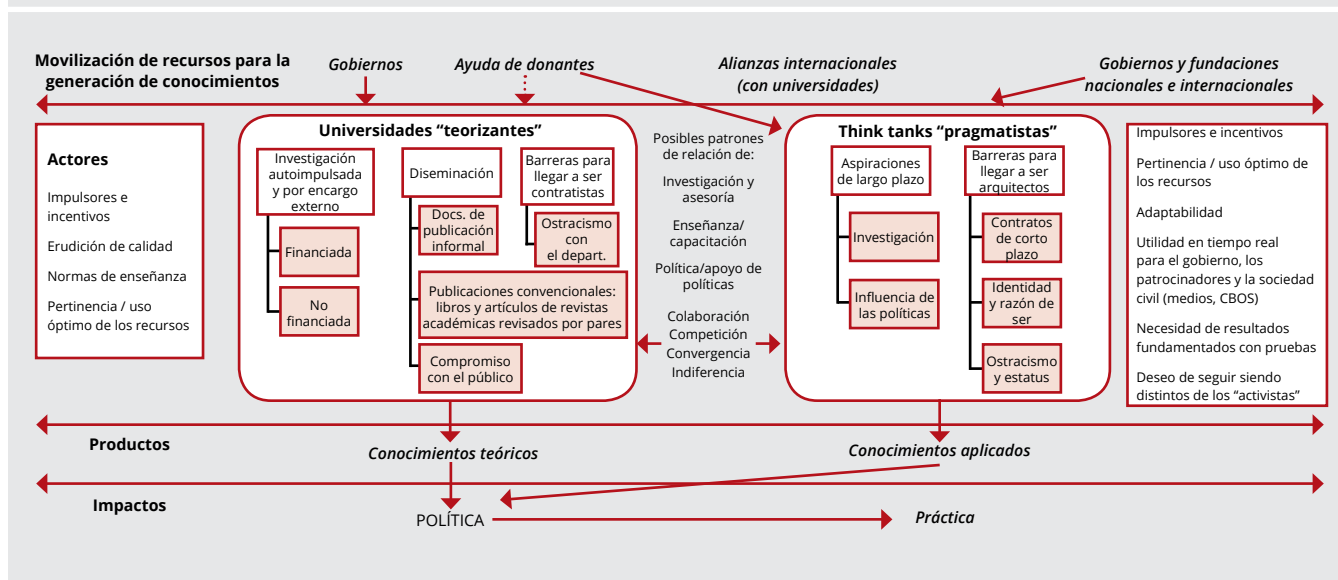 Movilización de recursos para la
generación de conocimientos
Gobiernos
Ayuda de donantes
Alianzas internacionales
(con universidades)
Gobiernos y fundaciones
nacionales e internacionales
Actores
Impulsores e
incentivos
Erudición de calidad
Normas de enseñanza
Pertinencia / uso
óptimo de los recursos
Universidades “teorizantes”
Investigación
autoimpulsada
y por encargo
externo
Financiada
No
financiada
Diseminación
Docs. de
publicación
informal
Publicaciones convencionales:
libros y artículos de revistas
académicas revisados por pares
Compromiso
con el público
Barreras para
llegar a ser
contratistas
Ostracismo
con
el depart.
Posibles patrones
de relación de:
Investigación y
asesoría
Enseñanza/
capacitación
Política/apoyo de
políticas
Colaboración
Competición
Convergencia
Indiferencia
Think tanks “pragmatistas”
Aspiraciones
de largo plazo
Investigación
Influencia de
las políticas
Barreras para
llegar a ser
arquitectos
Contratos
de corto
plazo
Identidad
y razón de
ser
Ostracismo
y estatus
Impulsores e incentivos
Pertinencia / uso óptimo de
los recursos
Adaptabilidad
Utilidad en tiempo real
para el gobierno, los
patrocinadores y la sociedad
civil (medios, CBOS)
Necesidad de resultados
fundamentados con pruebas
Deseo de seguir siendo
distintos de los “activistas”
Productos
Conocimientos teóricos
Conocimientos aplicados
Impactos
POLÍTICA
Práctica